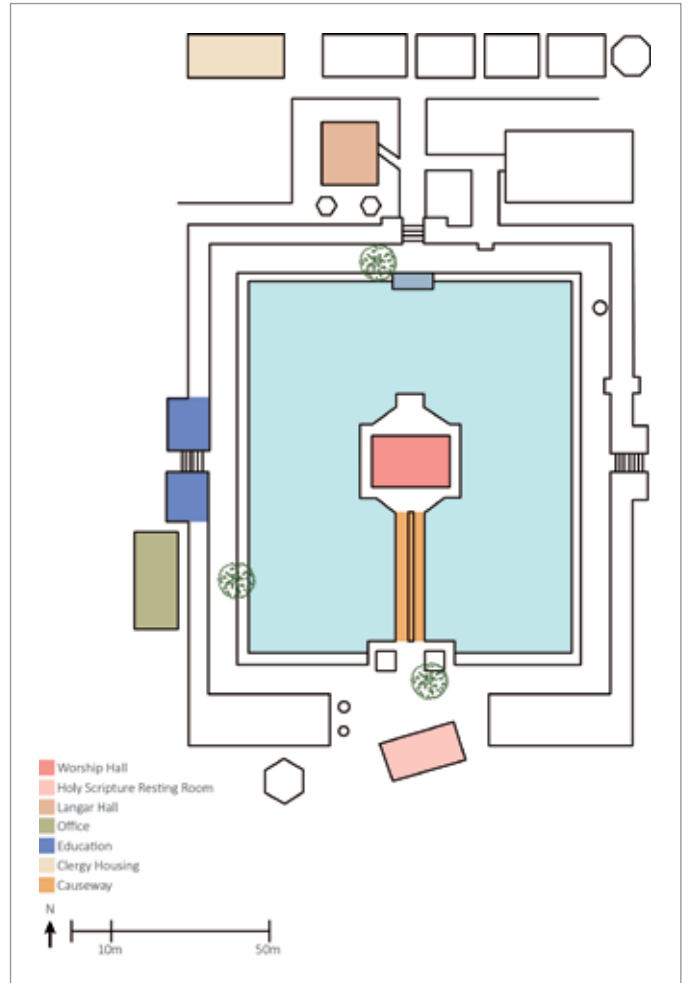 Worship Hall
Holy Scripture Resting Room
Langar Hall
Office
Education
Clergy Housing
Causeway
N
10m 50m